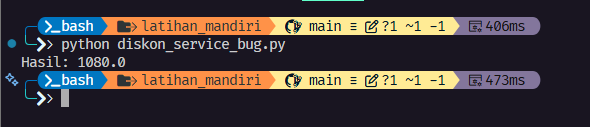 >_bash latihan_mandiri main ≡ ?1 ~1 -1 406ms
python diskon_service_bug.py
Hasil: 1080.0
>_bash latihan_mandiri main ≡ ?1 ~1 -1 473ms